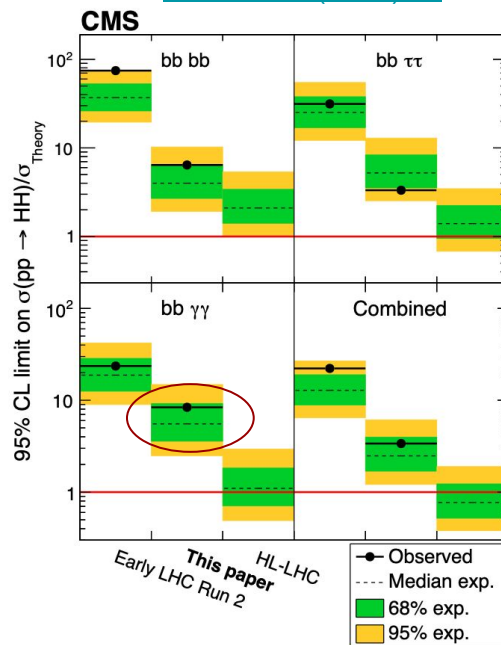 CMS
bb bb
bb ττ
10²
10
1
bb γγ
Combined
10²
10
1
95% CL limit on σ(pp → HH)/σ_Theory
Early LHC Run 2
This paper
HL-LHC
Observed
Median exp.
68% exp.
95% exp.